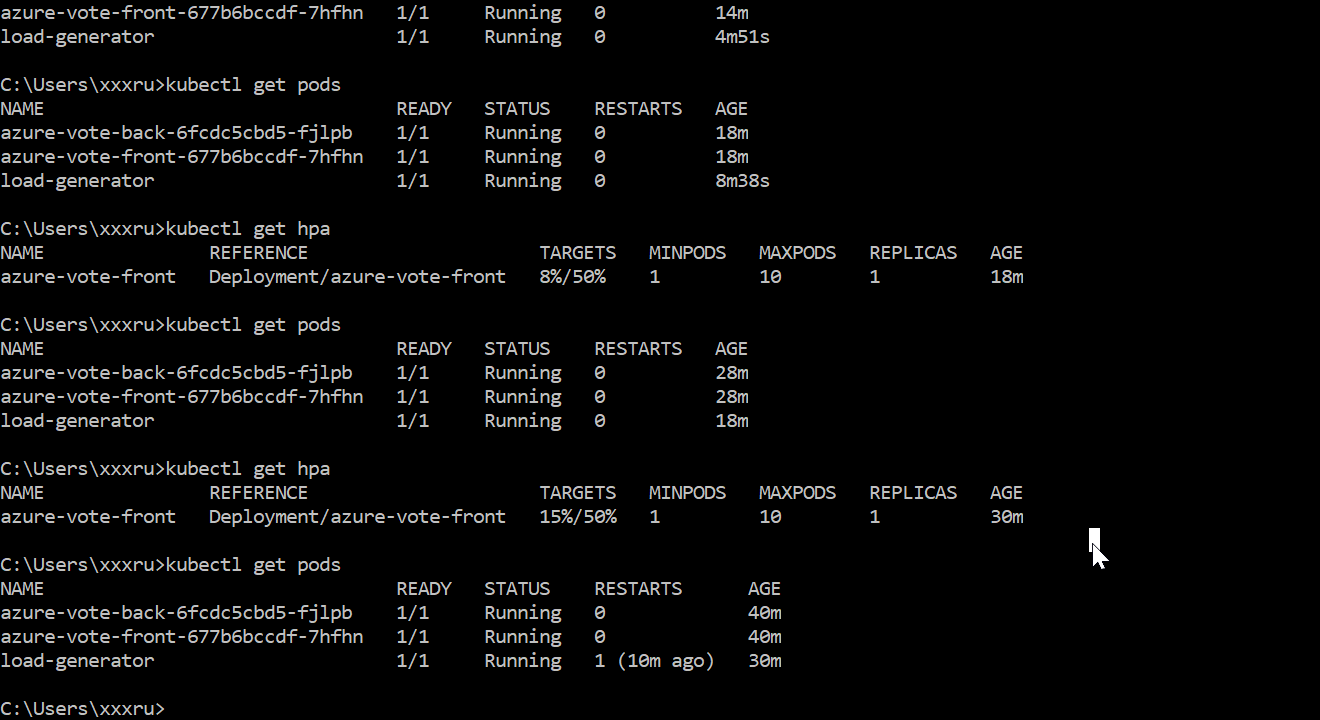 azure-vote-front-677b6bccdf-7hfhn   1/1     Running   0          14m
load-generator                      1/1     Running   0          4m51s
C:\Users\xxxru>kubectl get pods
NAME                                READY   STATUS    RESTARTS   AGE
azure-vote-back-6fcdc5cbd5-fjlpb    1/1     Running   0          18m
azure-vote-front-677b6bccdf-7hfhn   1/1     Running   0          18m
load-generator                      1/1     Running   0          8m38s
C:\Users\xxxru>kubectl get hpa
NAME               REFERENCE                     TARGETS   MINPODS   MAXPODS   REPLICAS   AGE
azure-vote-front   Deployment/azure-vote-front   8%/50%    1         10        1          18m
C:\Users\xxxru>kubectl get pods
NAME                                READY   STATUS    RESTARTS   AGE
azure-vote-back-6fcdc5cbd5-fjlpb    1/1     Running   0          28m
azure-vote-front-677b6bccdf-7hfhn   1/1     Running   0          28m
load-generator                      1/1     Running   0          18m
C:\Users\xxxru>kubectl get hpa
NAME               REFERENCE                     TARGETS   MINPODS   MAXPODS   REPLICAS   AGE
azure-vote-front   Deployment/azure-vote-front   15%/50%   1         10        1          30m
C:\Users\xxxru>kubectl get pods
NAME                                READY   STATUS    RESTARTS      AGE
azure-vote-back-6fcdc5cbd5-fjlpb    1/1     Running   0             40m
azure-vote-front-677b6bccdf-7hfhn   1/1     Running   0             40m
load-generator                      1/1     Running   1 (10m ago)   30m
C:\Users\xxxru>